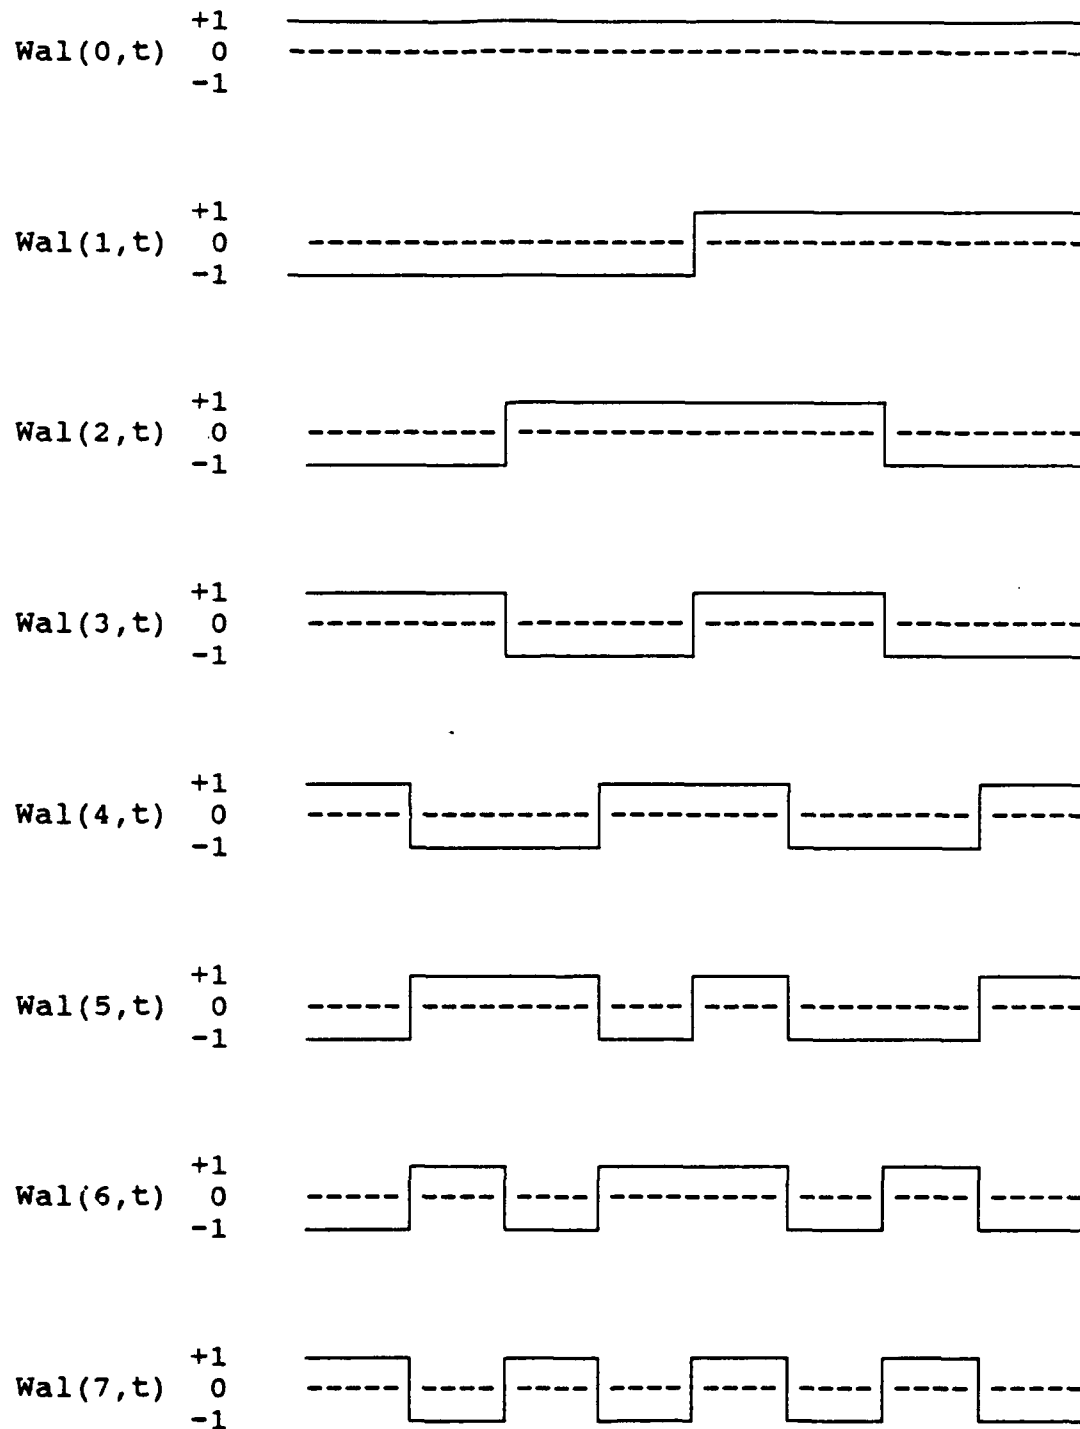 +1
Wal(0,t) 0
-1
+1
Wal(1,t) 0
-1
+1
Wal(2,t) 0
-1
+1
Wal(3,t) 0
-1
+1
Wal(4,t) 0
-1
+1
Wal(5,t) 0
-1
+1
Wal(6,t) 0
-1
+1
Wal(7,t) 0
-1